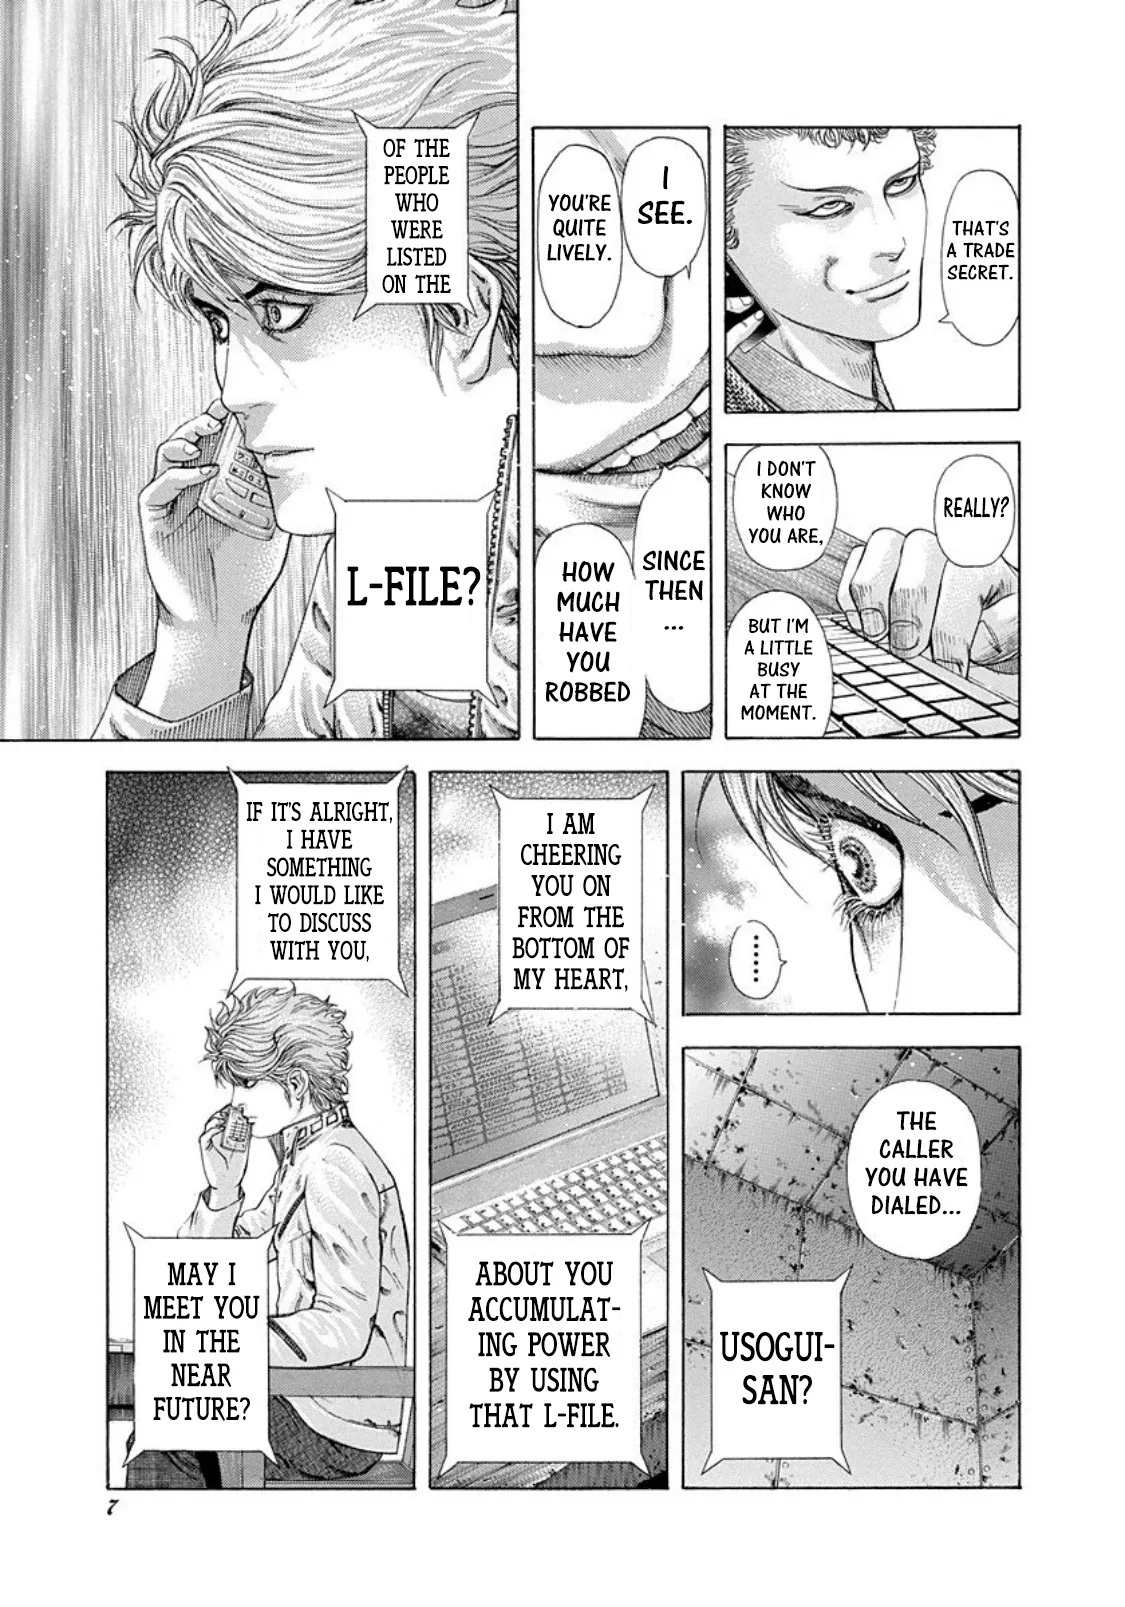 THAT'S
A TRADE
SECRET.
I
SEE.
YOU'RE
QUITE
LIVELY.
REALLY?
I DON'T
KNOW
WHO
YOU ARE,
BUT I'M
A LITTLE
BUSY
AT THE
MOMENT.
SINCE
THEN
...
HOW
MUCH
HAVE
YOU
ROBBED
OF THE
PEOPLE
WHO
WERE
LISTED
ON THE
L-FILE?
......
THE
CALLER
YOU HAVE
DIALED...
USOGUI-
SAN?
I AM
CHEERING
YOU ON
FROM THE
BOTTOM OF
MY HEART,
ABOUT YOU
ACCUMULAT-
ING POWER
BY USING
THAT L-FILE.
IF IT'S ALRIGHT,
I HAVE
SOMETHING
I WOULD LIKE
TO DISCUSS
WITH YOU,
MAY I
MEET YOU
IN THE
NEAR
FUTURE?
7